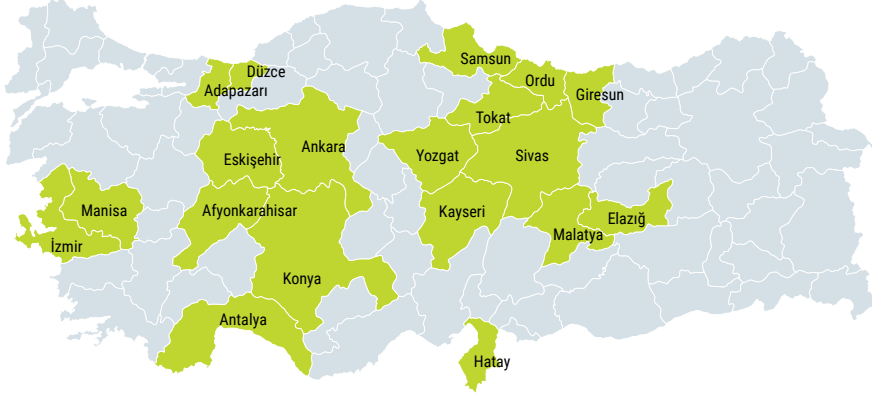 Samsun
Düzce
Ordu
Adapazarı
Giresun
Tokat
Ankara
Yozgat
Sivas
Eskişehir
Manisa
Afyonkarahisar
Kayseri
Elazığ
Malatya
İzmir
Konya
Antalya
Hatay